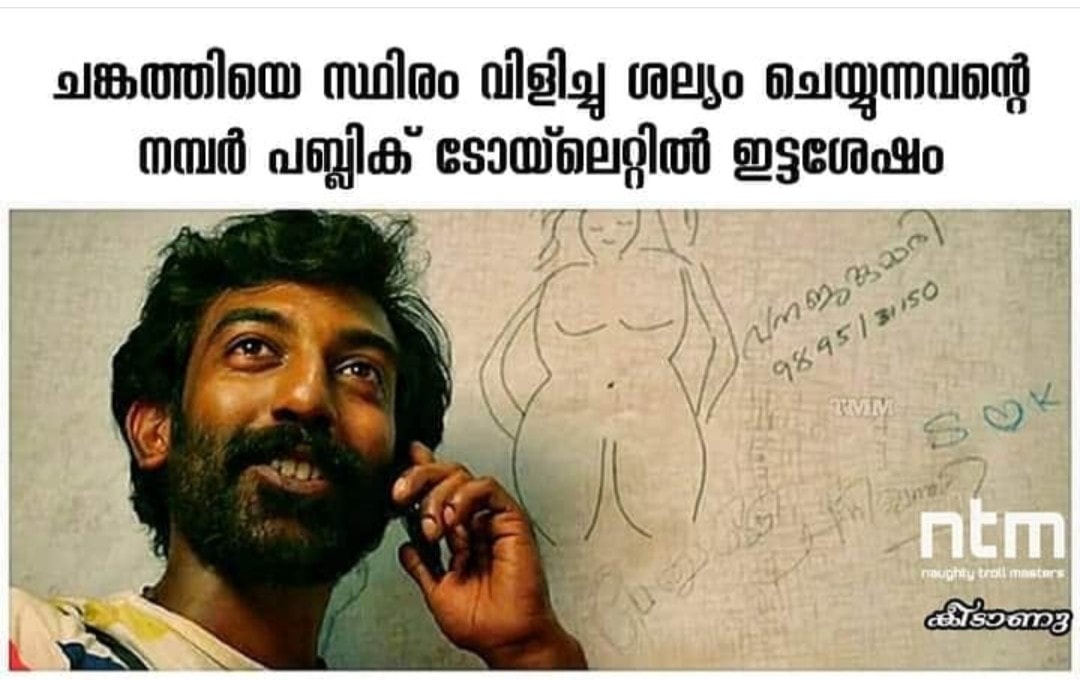 ചങ്കത്തിയെ സ്ഥിരം വിളിച്ചു ശല്യം ചെയ്യുന്നവന്റെ
നമ്പർ പബ്ലിക് ടോയ്ലെറ്റിൽ ഇട്ടശേഷം
TMM
S ♡ K
ntm
naughty troll masters
കീടാണു